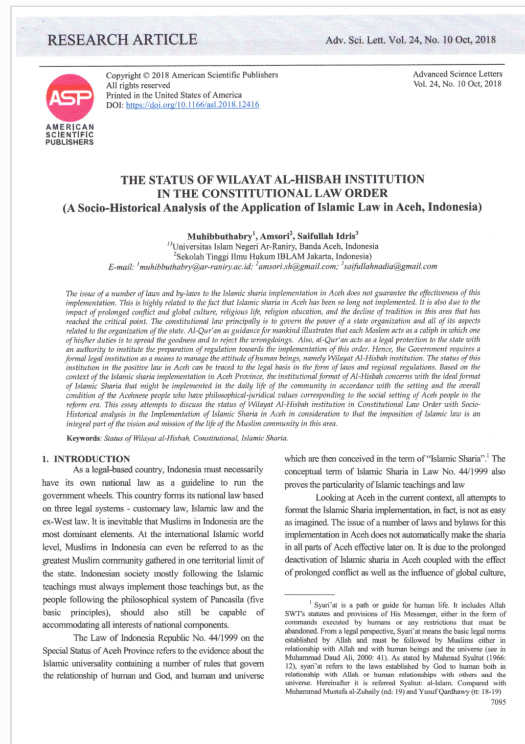 RESEARCH ARTICLE
Adv. Sci. Lett. Vol. 24, No. 10 Oct, 2018
ASP
AMERICAN
SCIENTIFIC
PUBLISHERS
Copyright © 2018 American Scientific Publishers
All rights reserved
Printed in the United States of America
DOI: https://doi.org/10.1166/asl.2018.12416
Advanced Science Letters
Vol. 24, No. 10 Oct, 2018
THE STATUS OF WILAYAT AL-HISBAH INSTITUTION
IN THE CONSTITUTIONAL LAW ORDER
(A Socio-Historical Analysis of the Application of Islamic Law in Aceh, Indonesia)
Muhibbuthabry¹, Amsori², Saifullah Idris³
¹³Universitas Islam Negeri Ar-Raniry, Banda Aceh, Indonesia
²Sekolah Tinggi Ilmu Hukum IBLAM Jakarta, Indonesia)
E-mail: ¹muhibbuthabry@ar-raniry.ac.id; ²amsori.sh@gmail.com; ³saifullahnadia@gmail.com
The issue of a number of laws and by-laws to the Islamic sharia implementation in Aceh does not guarantee the effectiveness of this
implementation. This is highly related to the fact that Islamic sharia in Aceh has been so long not implemented. It is also due to the
impact of prolonged conflict and global culture, religious life, religion education, and the decline of tradition in this area that has
reached the critical point. The constitutional law principally is to govern the power of a state organization and all of its aspects
related to the organization of the state. Al-Qur'an as guidance for mankind illustrates that each Moslem acts as a caliph in which one
of his/her duties is to spread the goodness and to reject the wrongdoings. Also, al-Qur'an acts as a legal protection to the state with
an authority to institute the preparation of regulation towards the implementation of this order. Hence, the Government requires a
formal legal institution as a means to manage the attitude of human beings, namely Wilayat Al-Hisbah institution. The status of this
institution in the positive law in Aceh can be traced to the legal basis in the form of laws and regional regulations. Based on the
context of the Islamic sharia implementation in Aceh Province, the institutional format of Al-Hisbah concerns with the ideal format
of Islamic Sharia that might be implemented in the daily life of the community in accordance with the setting and the overall
condition of the Acehnese people who have philosophical-juridical values corresponding to the social setting of Aceh people in the
reform era. This essay attempts to discuss the status of Wilayat Al-Hisbah institution in Constitutional Law Order with Socio-
Historical analysis in the Implementation of Islamic Sharia in Aceh in consideration to that the imposition of Islamic law is an
integral part of the vision and mission of life of the Muslim community in this area.
Keywords: Status of Wilayat al-Hisbah, Constitutional, Islamic Sharia.
1. INTRODUCTION
As a legal-based country, Indonesia must necessarily
have its own national law as a guideline to run the
government wheels. This country forms its national law based
on three legal systems - customary law, Islamic law and the
ex-West law. It is inevitable that Muslims in Indonesia are the
most dominant elements. At the international Islamic world
level, Muslims in Indonesia can even be referred to as the
greatest Muslim community gathered in one territorial limit of
the state. Indonesian society mostly following the Islamic
teachings must always implement those teachings but, as the
people following the philosophical system of Pancasila (five
basic principles), should also still be capable of
accommodating all interests of national components.
The Law of Indonesia Republic No. 44/1999 on the
Special Status of Aceh Province refers to the evidence about the
Islamic universality containing a number of rules that govern
the relationship of human and God, and human and universe
which are then conceived in the term of "Islamic Sharia".¹ The
conceptual term of Islamic Sharia in Law No. 44/1999 also
proves the particularity of Islamic teachings and law
Looking at Aceh in the current context, all attempts to
format the Islamic Sharia implementation, in fact, is not as easy
as imagined. The issue of a number of laws and bylaws for this
implementation in Aceh does not automatically make the sharia
in all parts of Aceh effective later on. It is due to the prolonged
deactivation of Islamic sharia in Aceh coupled with the effect
of prolonged conflict as well as the influence of global culture,
¹ Syari'at is a path or guide for human life. It includes Allah
SWT's statutes and provisions of His Messenger, either in the form of
commands executed by humans or any restrictions that must be
abandoned. From a legal perspective, Syari'at means the basic legal norms
established by Allah and must be followed by Muslims either in
relationship with Allah and with human beings and the universe (see in
Muhammad Daud Ali, 2000: 41). As stated by Mahmud Syaltut (1966:
12), syari'at refers to the laws established by God to human both in
relationship with Allah or human relationships with others and the
universe. Hereinafter it is referred Syaltut: al-Islam. Compared with
Muhammad Mustafa al-Zuhaily (nd: 19) and Yusuf Qardhawy (tt: 18-19)
7095